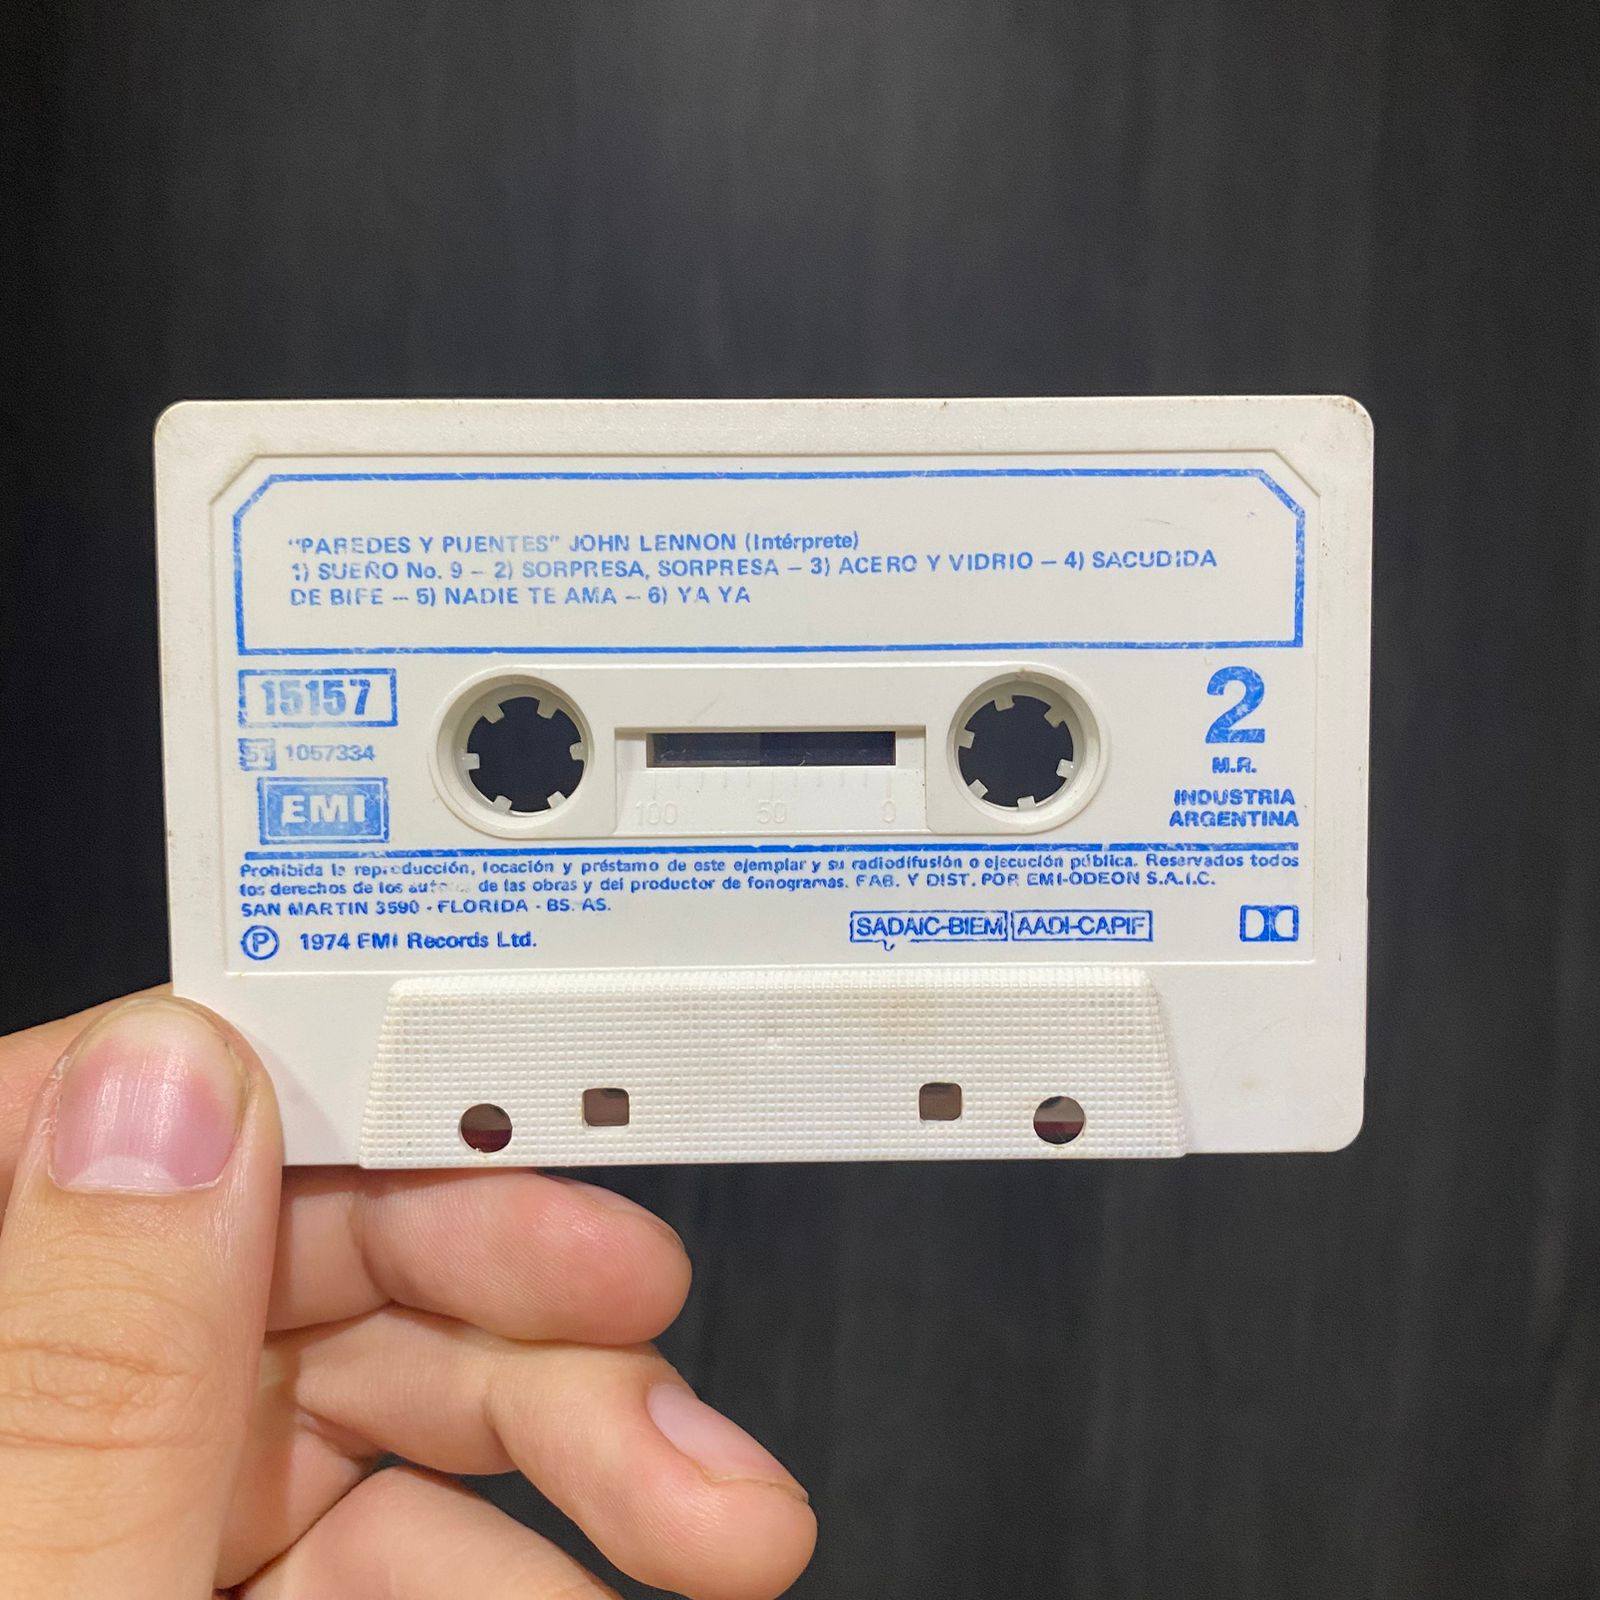 "PAREDES Y PUENTES" JOHN LENNON (Intérprete)
1) SUEÑO No. 9 – 2) SORPRESA, SORPRESA – 3) ACERO Y VIDRIO – 4) SACUDIDA
DE BIFE – 5) NADIE TE AMA – 6) YA YA
15157
51 1057334
EMI
2
M.R.
INDUSTRIA
ARGENTINA
100 50 0
Prohibida la reproducción, locación y préstamo de este ejemplar y su radiodifusión o ejecución pública. Reservados todos
los derechos de los autores de las obras y del productor de fonogramas. FAB. Y DIST. POR EMI-ODEON S.A.I.C.
SAN MARTIN 3590 - FLORIDA - BS. AS.
Ⓟ 1974 EMI Records Ltd.
SADAIC-BIEM AADI-CAPIF